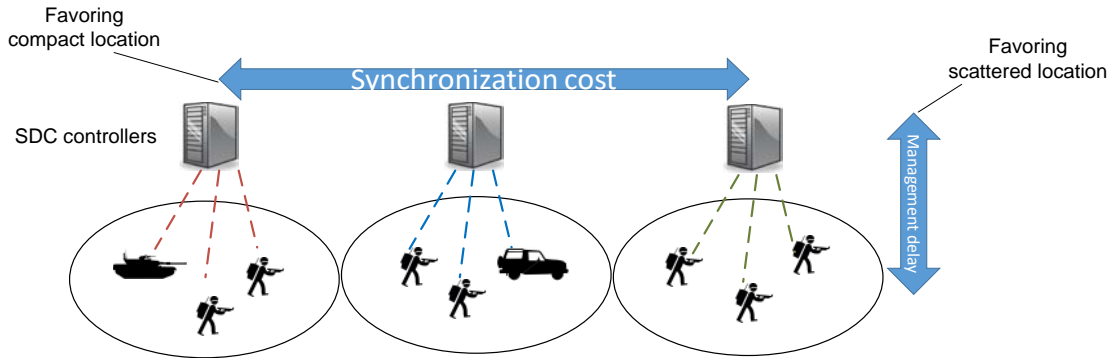 Favoring
compact location
Synchronization cost
Favoring
scattered location
SDC controllers
Management delay